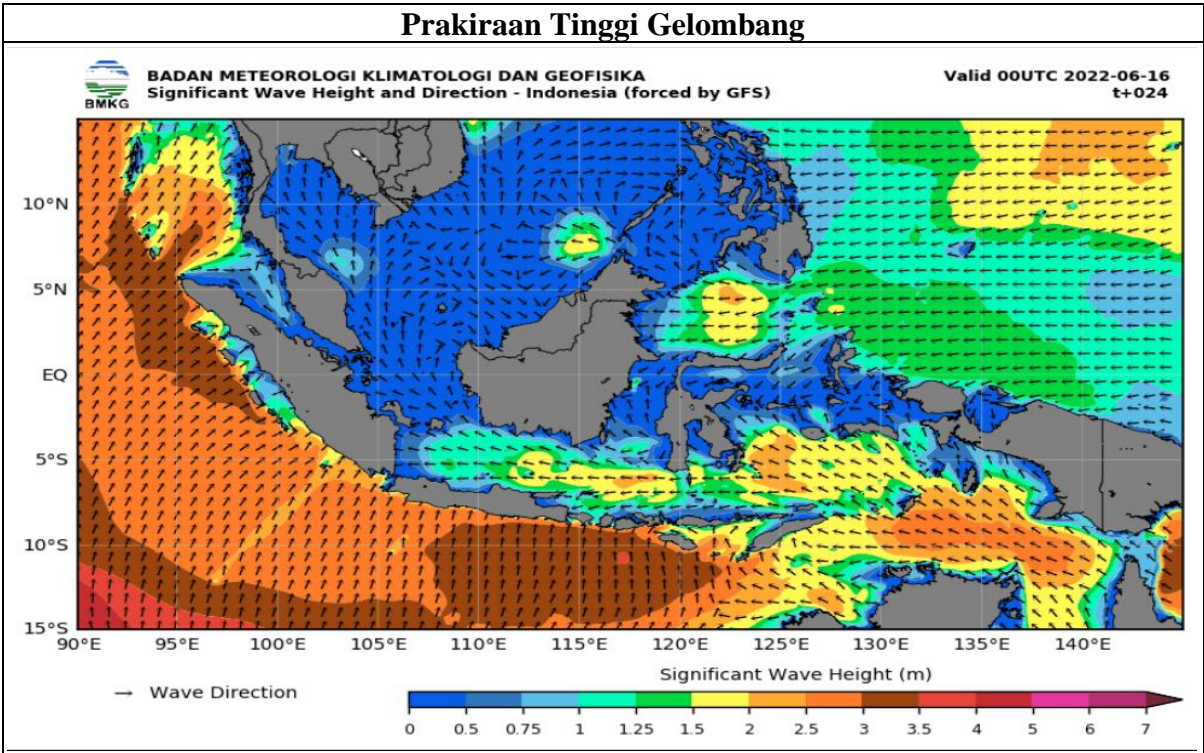 Prakiraan Tinggi Gelombang
BMKG
BADAN METEOROLOGI KLIMATOLOGI DAN GEOFISIKA
Significant Wave Height and Direction - Indonesia (forced by GFS)
Valid 00UTC 2022-06-16
t+024
10°N
5°N
EQ
5°S
10°S
15°S
90°E 95°E 100°E 105°E 110°E 115°E 120°E 125°E 130°E 135°E 140°E
Wave Direction
Significant Wave Height (m)
0 0.5 0.75 1 1.25 1.5 2 2.5 3 3.5 4 5 6 7